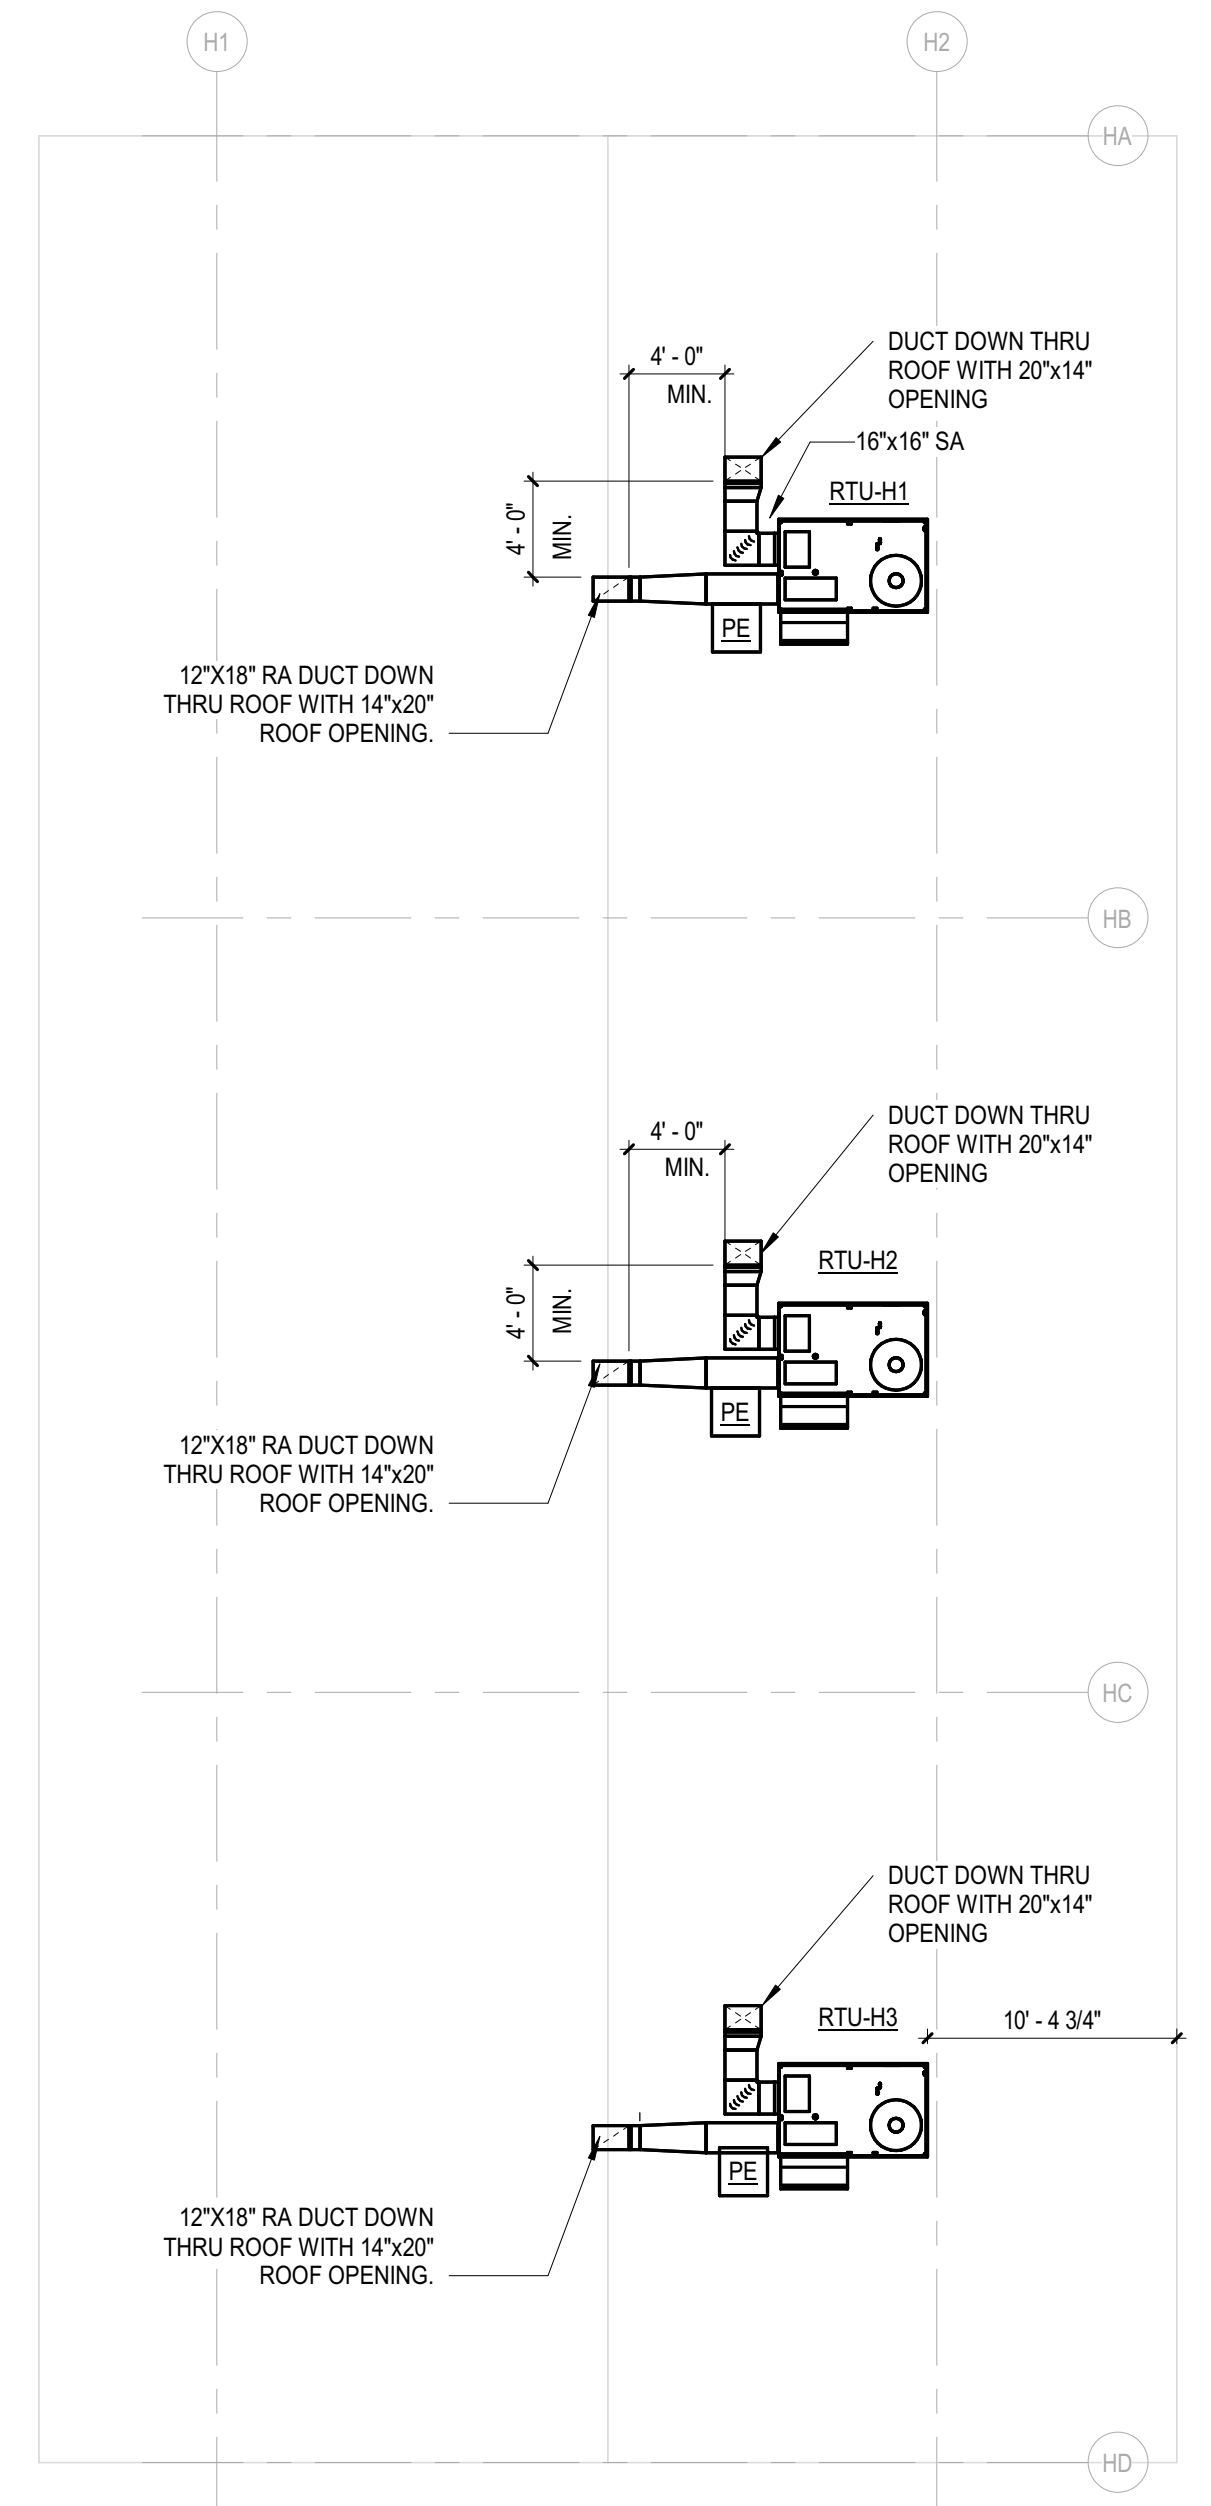 H1
H2
HA
DUCT DOWN THRU
ROOF WITH 20"x14"
OPENING
4' - 0"
MIN.
16"x16" SA
RTU-H1
4' - 0"
MIN.
PE
12"X18" RA DUCT DOWN
THRU ROOF WITH 14"x20"
ROOF OPENING.
HB
DUCT DOWN THRU
ROOF WITH 20"x14"
OPENING
4' - 0"
MIN.
RTU-H2
4' - 0"
MIN.
PE
12"X18" RA DUCT DOWN
THRU ROOF WITH 14"x20"
ROOF OPENING.
HC
DUCT DOWN THRU
ROOF WITH 20"x14"
OPENING
RTU-H3
10' - 4 3/4"
PE
12"X18" RA DUCT DOWN
THRU ROOF WITH 14"x20"
ROOF OPENING.
HD